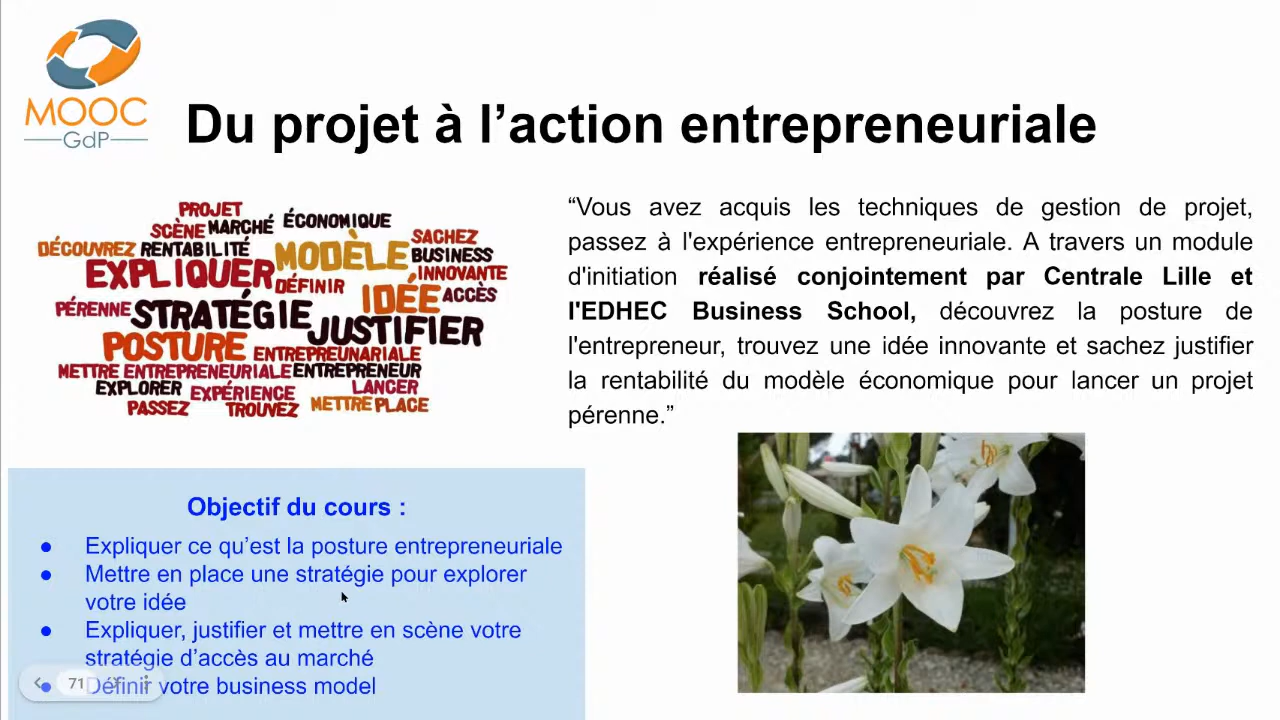 MOOC
GdP
Du projet à l’action entrepreneuriale
PROJET
SCÈNE MARCHÉ ÉCONOMIQUE
DÉCOUVREZ RENTABILITÉ MODÈLE SACHEZ
BUSINESS
EXPLIQUER DÉFINIR INNOVANTE
IDÉE ACCÈS
PÉRENNE STRATÉGIE JUSTIFIER
POSTURE ENTREPREUNARIALE
METTRE ENTREPRENEURIALE ENTREPRENEUR
EXPLORER EXPÉRIENCE LANCER
PASSEZ TROUVEZ METTRE PLACE
“Vous avez acquis les techniques de gestion de projet,
passez à l'expérience entrepreneuriale. A travers un module
d'initiation réalisé conjointement par Centrale Lille et
l'EDHEC Business School, découvrez la posture de
l'entrepreneur, trouvez une idée innovante et sachez justifier
la rentabilité du modèle économique pour lancer un projet
pérenne.”
Objectif du cours :
● Expliquer ce qu’est la posture entrepreneuriale
● Mettre en place une stratégie pour explorer
votre idée
● Expliquer, justifier et mettre en scène votre
stratégie d’accès au marché
● Définir votre business model
71